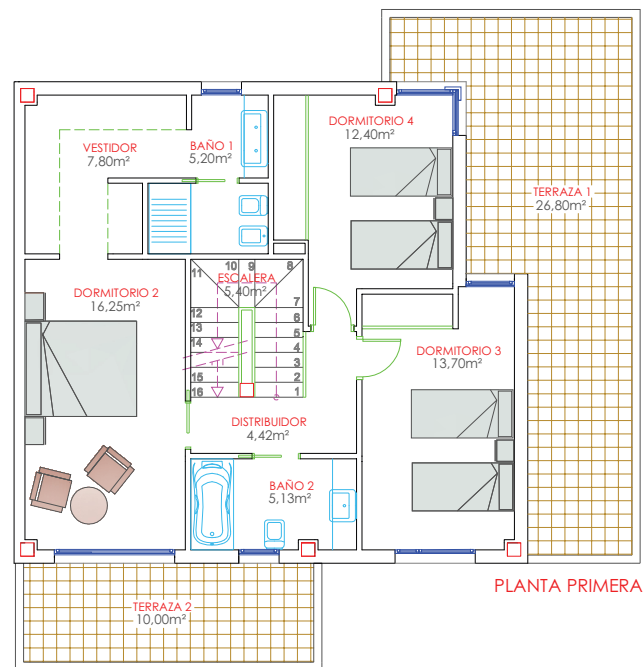 DORMITORIO 4
12,40m²
VESTIDOR
7,80m²
BAÑO 1
5,20m²
TERRAZA 1
26,80m²
11
10
9
8
ESCALERA
5,40m²
DORMITORIO 2
16,25m²
7
12
6
13
5
14
4
3
15
2
16
1
DORMITORIO 3
13,70m²
DISTRIBUIDOR
4,42m²
BAÑO 2
5,13m²
PLANTA PRIMERA
TERRAZA 2
10,00m²